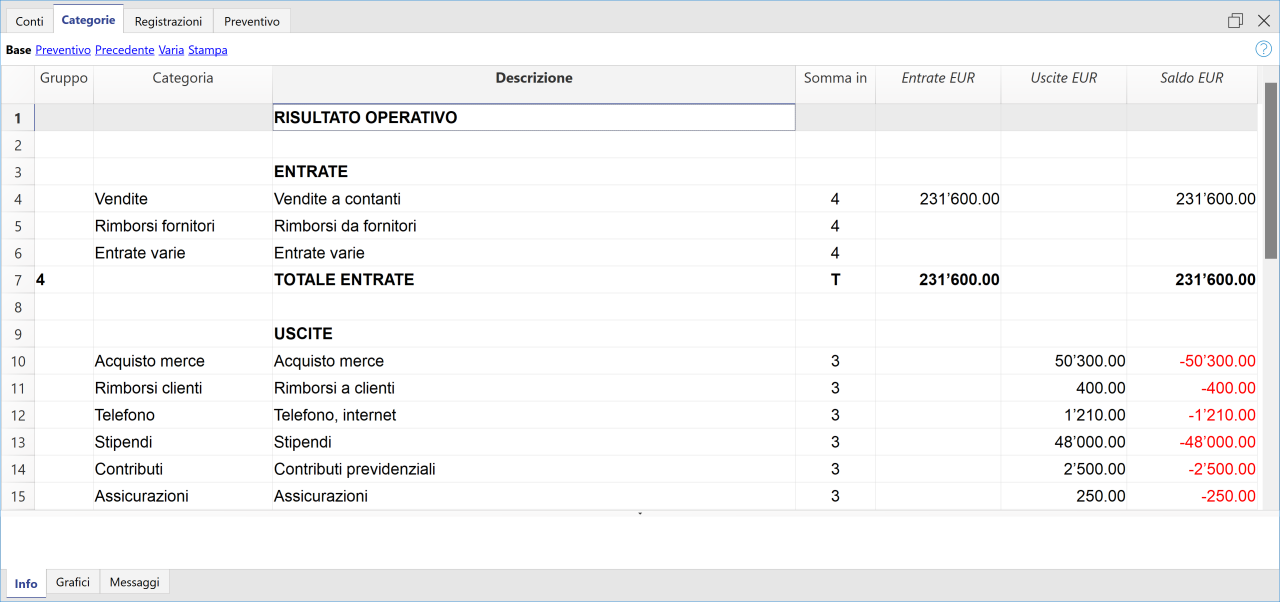 Conti Categorie Registrazioni Preventivo
Base Preventivo Precedente Varia Stampa ?
Gruppo Categoria Descrizione Somma in Entrate EUR Uscite EUR Saldo EUR
1 RISULTATO OPERATIVO
2
3 ENTRATE
4 Vendite Vendite a contanti 4 231’600.00 231’600.00
5 Rimborsi fornitori Rimborsi da fornitori 4
6 Entrate varie Entrate varie 4
7 4 TOTALE ENTRATE T 231’600.00 231’600.00
8
9 USCITE
10 Acquisto merce Acquisto merce 3 50’300.00 -50’300.00
11 Rimborsi clienti Rimborsi a clienti 3 400.00 -400.00
12 Telefono Telefono, internet 3 1’210.00 -1’210.00
13 Stipendi Stipendi 3 48’000.00 -48’000.00
14 Contributi Contributi previdenziali 3 2’500.00 -2’500.00
15 Assicurazioni Assicurazioni 3 250.00 -250.00
Info Grafici Messaggi